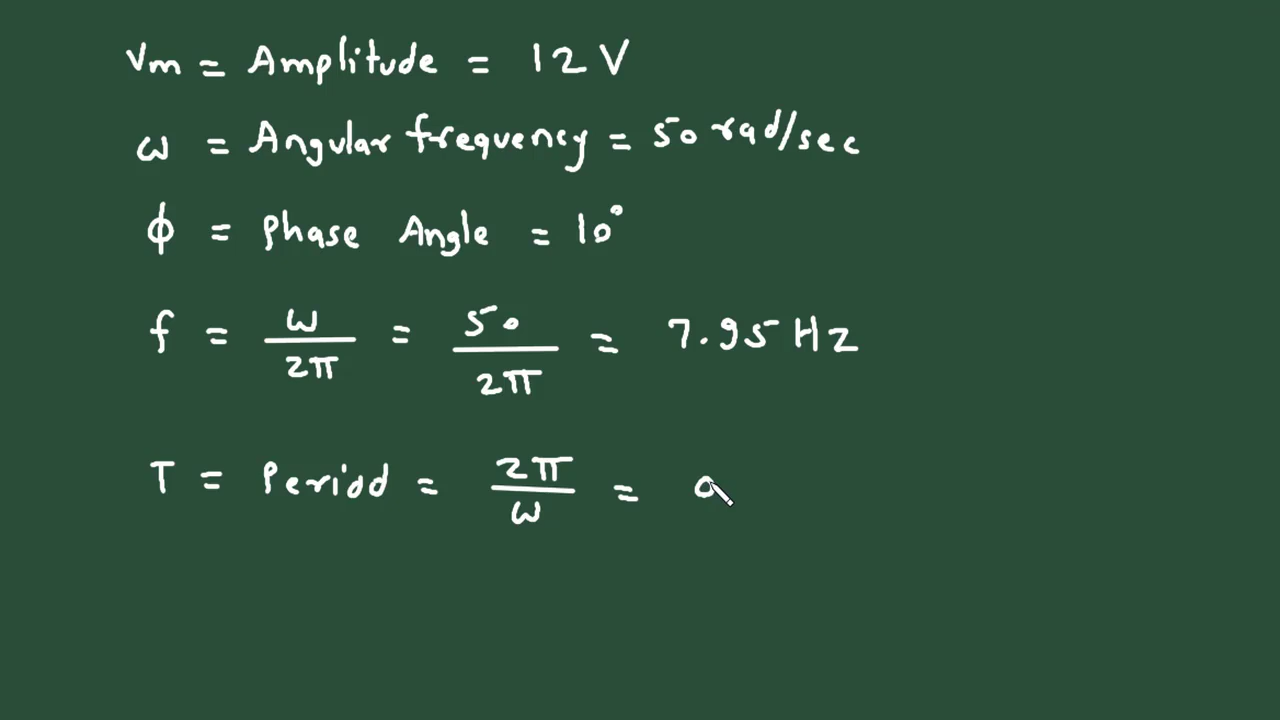 Vm = Amplitude = 12 V
ω = Angular frequency = 50 rad/sec
ϕ = Phase Angle = 10°
f = ω/2π = 50/2π = 7.95 Hz
T = Period = 2π/ω = 0